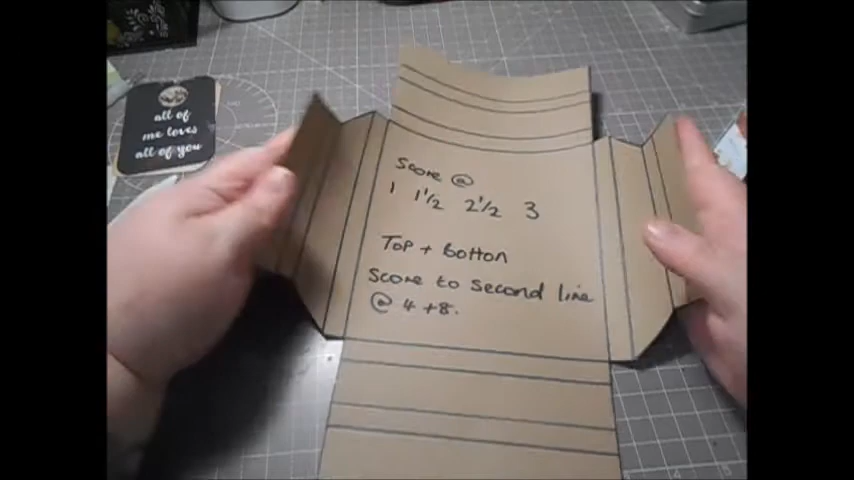 all of
me loves
all of you
Score @
1 1½ 2½ 3
Top + Botton
Score to second line
@ 4 +8.